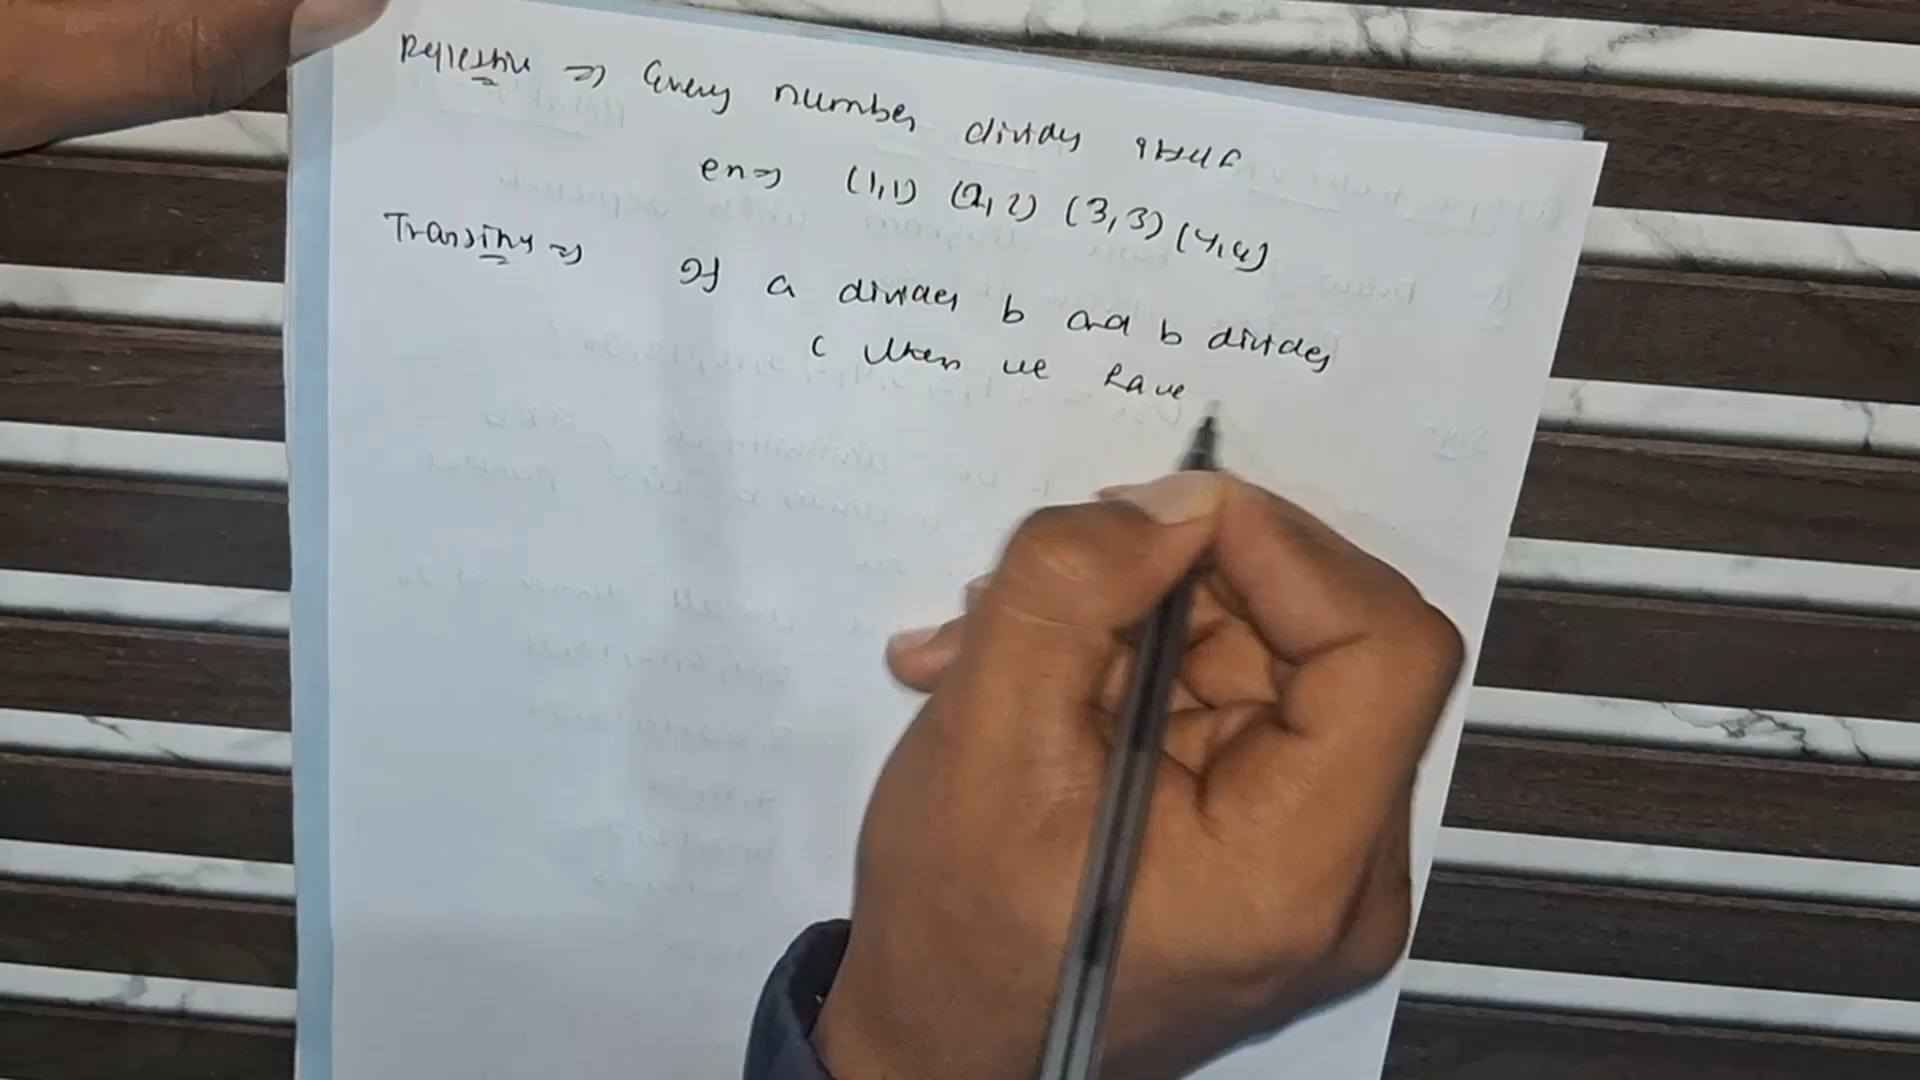 Reflexive ⇒ Every number divides itself
ex ⇒ (1,1) (2,2) (3,3) (4,4)
Transitive ⇒ If a divides b and b divides
c then we have